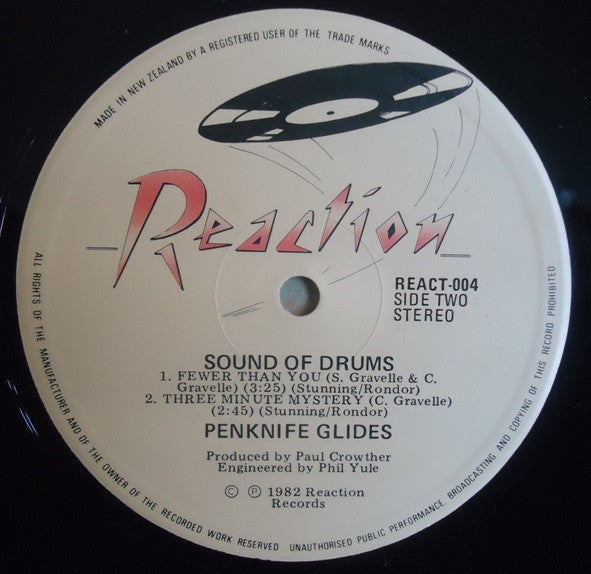 MADE IN NEW ZEALAND BY A REGISTERED USER OF THE TRADE MARKS
Reaction
REACT-004
SIDE TWO
STEREO
SOUND OF DRUMS
1. FEWER THAN YOU (S. Gravelle & C.
Gravelle) (3:25) (Stunning/Rondor)
2. THREE MINUTE MYSTERY (C. Gravelle)
(2:45) (Stunning/Rondor)
PENKNIFE GLIDES
Produced by Paul Crowther
Engineered by Phil Yule
© ℗ 1982 Reaction
Records
ALL RIGHTS OF THE MANUFACTURER AND OF THE OWNER OF THE RECORDED WORK RESERVED UNAUTHORISED PUBLIC PERFORMANCE BROADCASTING AND COPYING OF THIS RECORD PROHIBITED